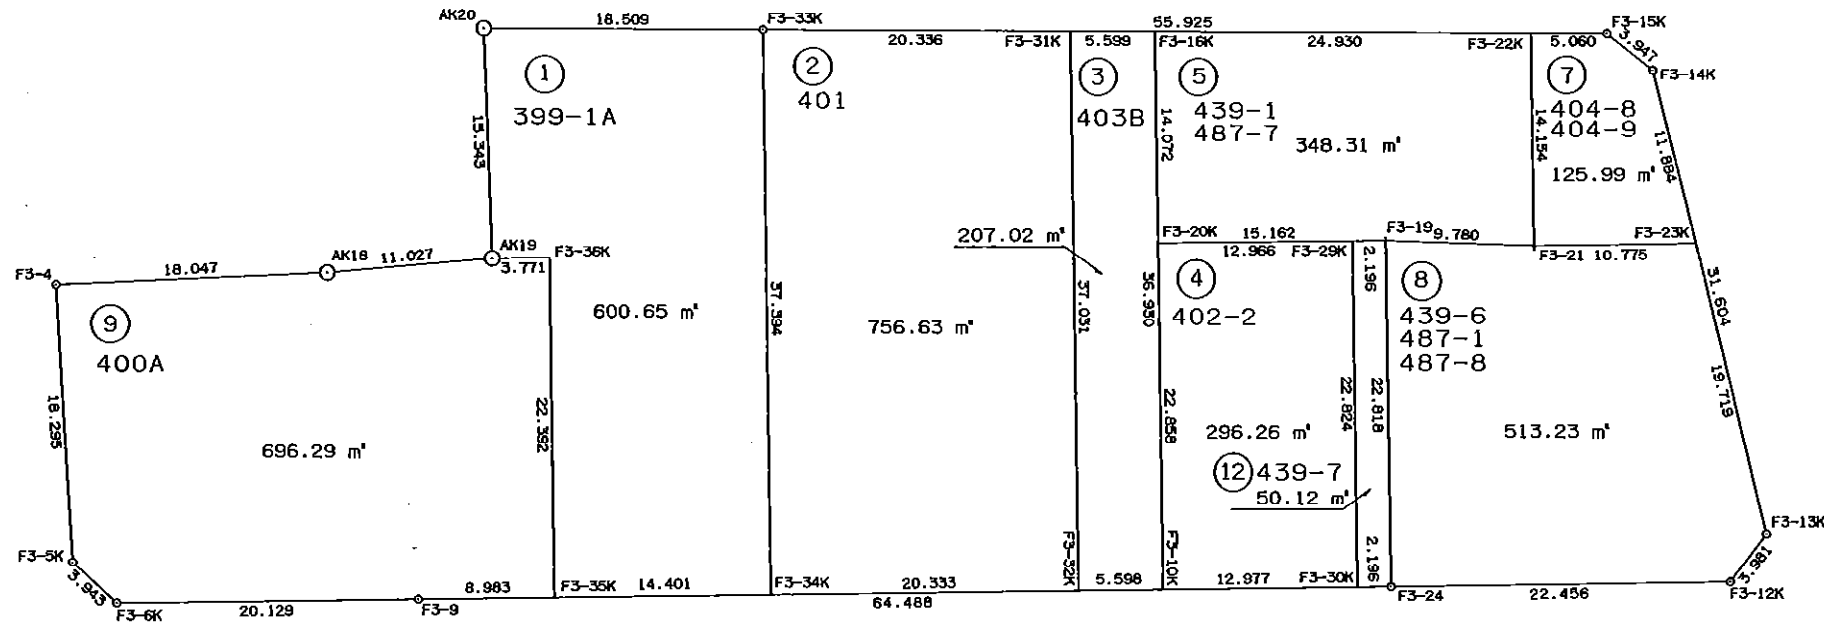 AK20
18.509
F3-33K
55.925
F3-15K
20.336
F3-31K
5.599
F3-16K
24.930
F3-22K
5.060
3.947
F3-14K
1
399-1A
2
401
3
403B
5
439-1
487-7
348.31 m²
7
404-8
404-9
125.99 m²
15.343
14.072
14.154
11.884
F3-4
18.047
AK18
11.027
AK19
3.771
F3-36K
207.02 m²
F3-20K
15.162
12.966
F3-29K
F3-19
9.780
F3-21
10.775
F3-23K
2.196
31.604
9
400A
600.65 m²
37.394
756.63 m²
37.031
36.930
4
402-2
8
439-6
487-1
487-8
18.295
696.29 m²
22.392
22.858
296.26 m²
22.824
22.818
513.23 m²
19.719
12
439-7
50.12 m²
F3-5K
3.943
F3-6K
20.129
F3-9
8.983
F3-35K
14.401
F3-34K
20.333
64.488
F3-32K
5.598
F3-10K
12.977
F3-30K
2.196
F3-24
22.456
F3-12K
3.981
F3-13K